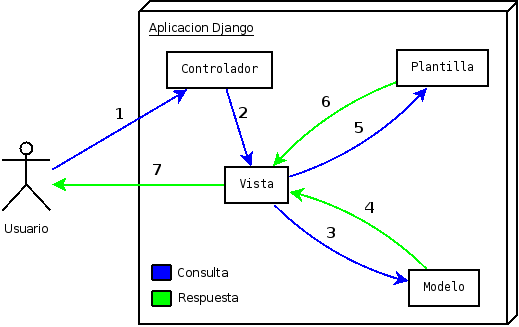 Aplicacion Django
Controlador
Plantilla
1
2
6
5
7
Vista
4
3
Usuario
Consulta
Modelo
Respuesta